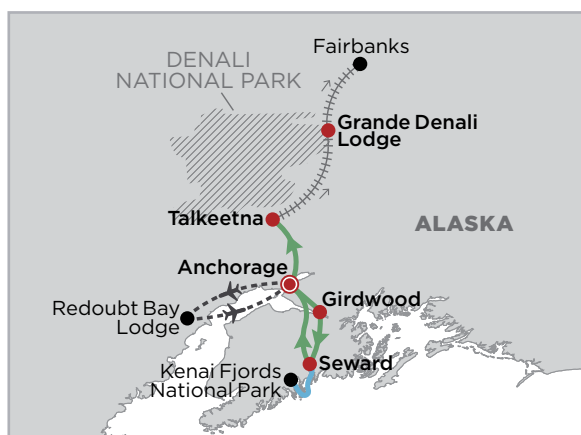 Fairbanks
DENALI
NATIONAL PARK
Grande Denali
Lodge
Talkeetna
ALASKA
Anchorage
Redoubt Bay
Lodge
Girdwood
Kenai Fjords
National Park
Seward